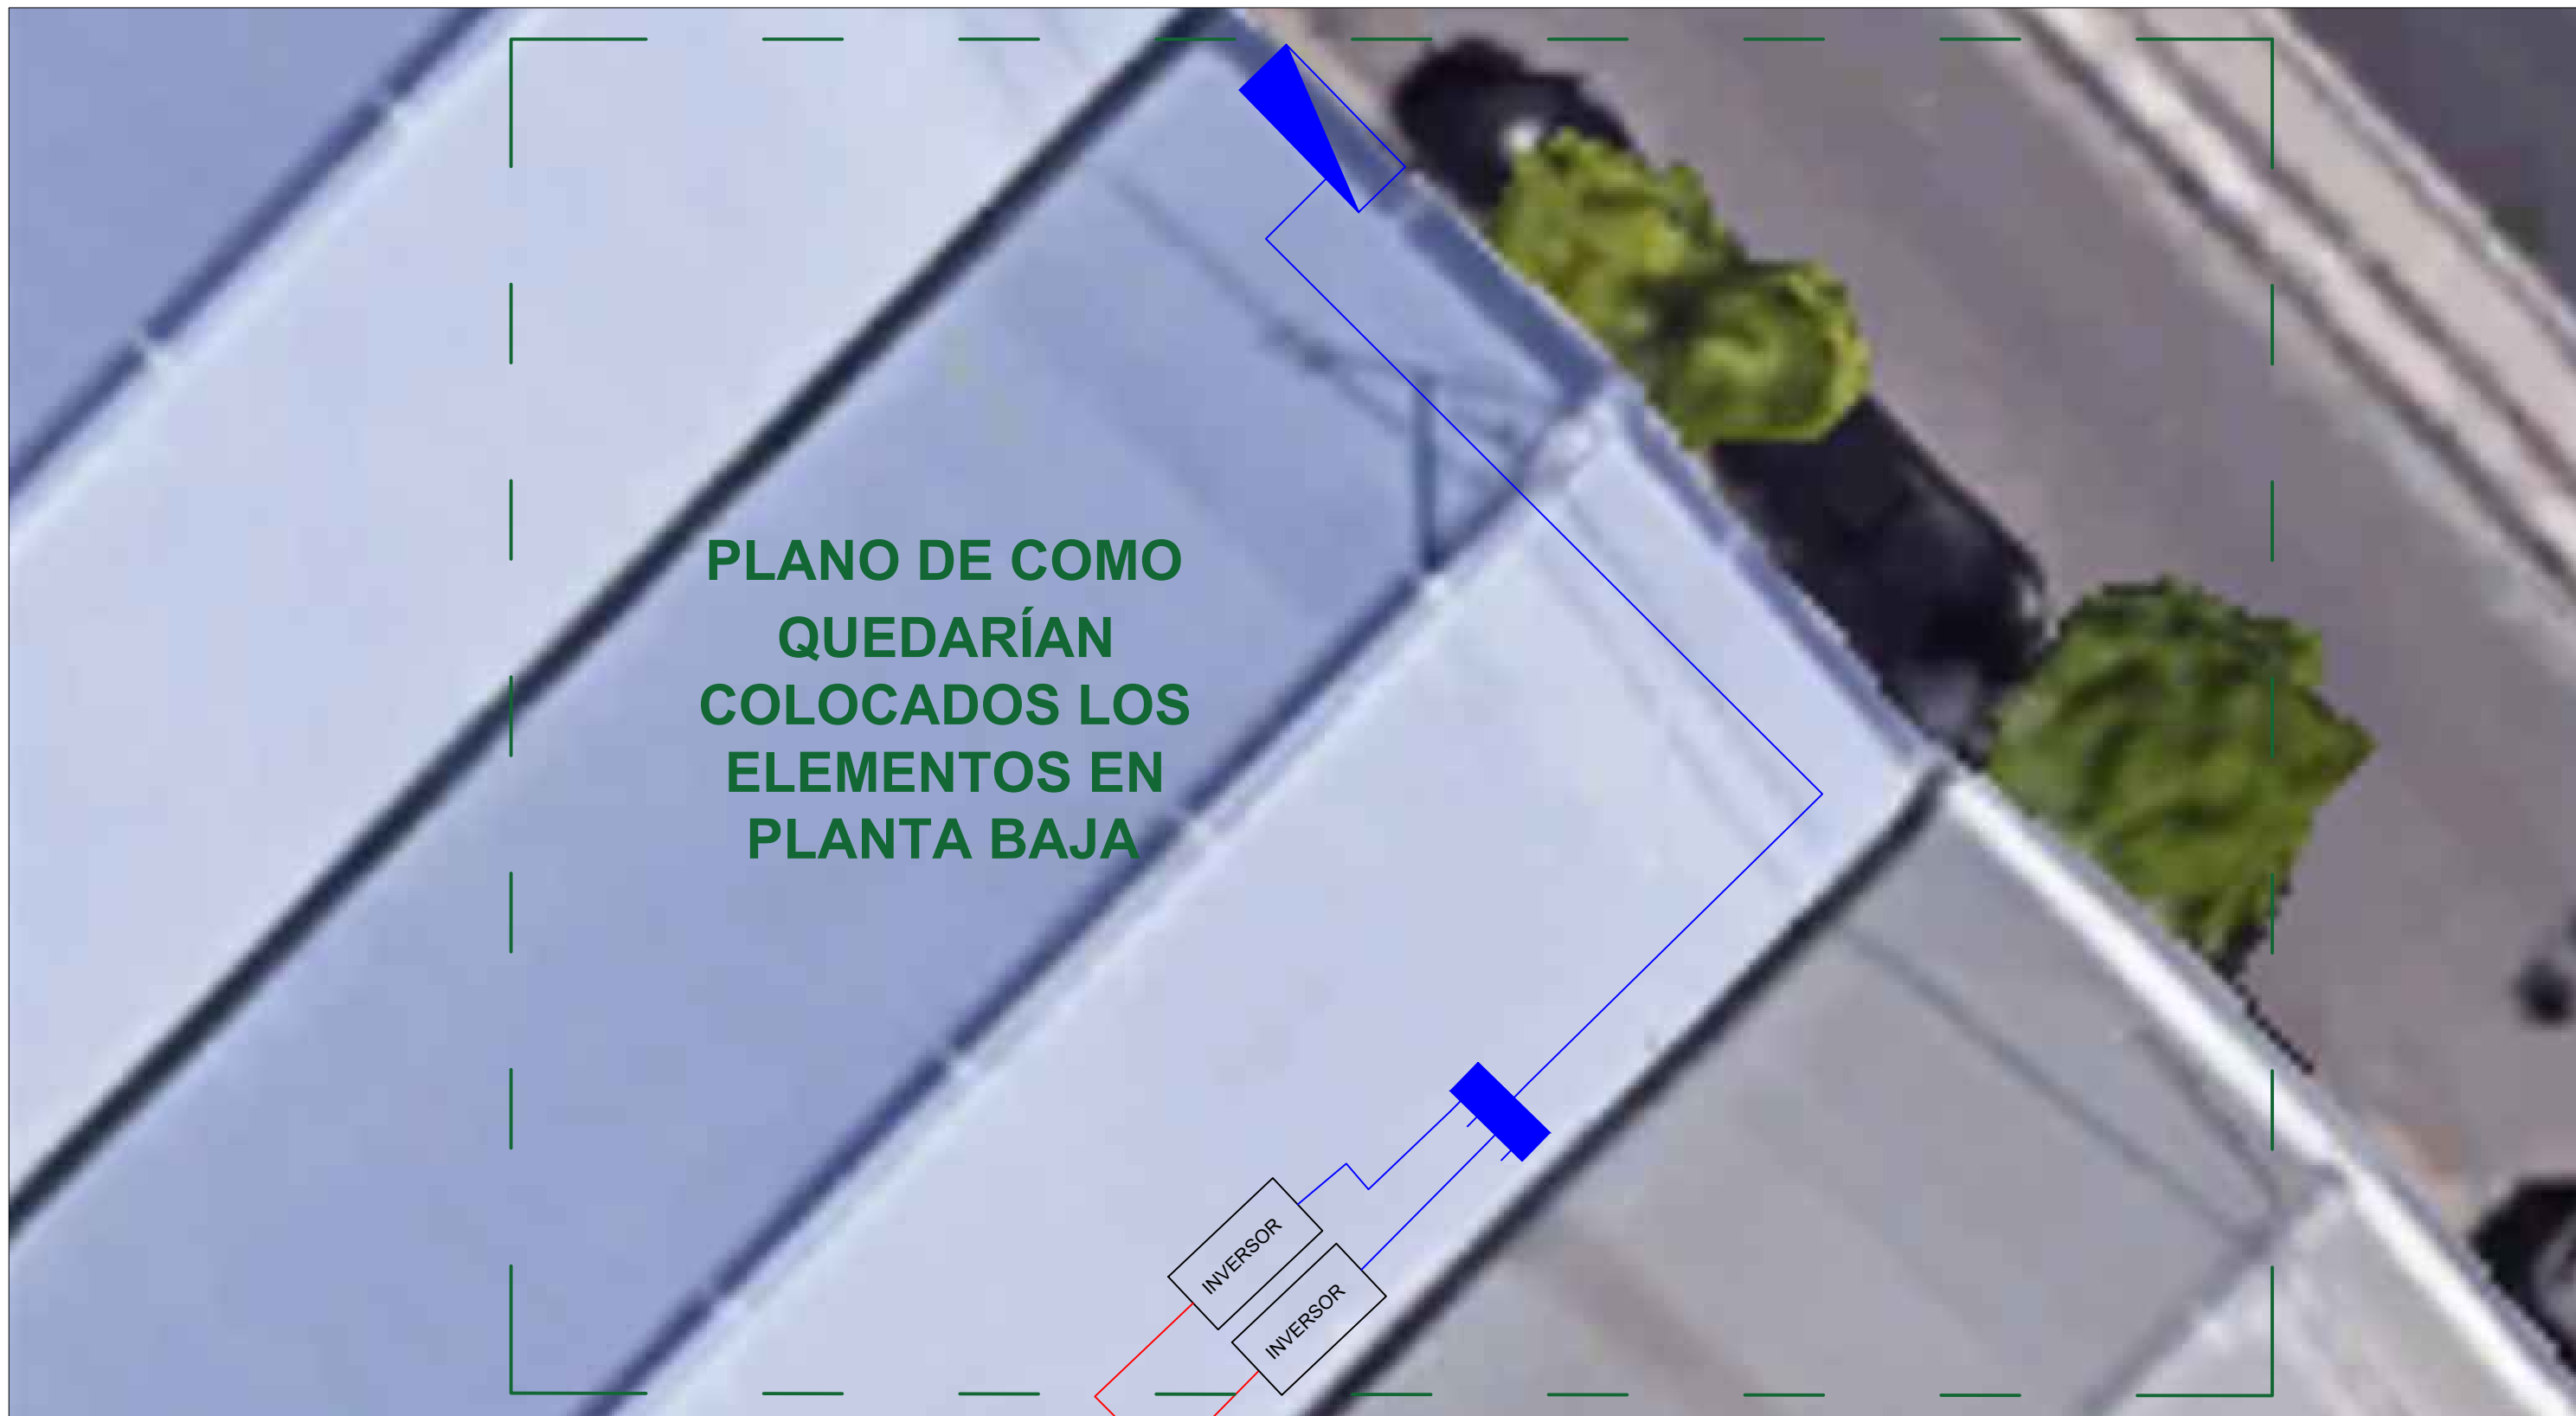 PLANO DE COMO
QUEDARÍAN
COLOCADOS LOS
ELEMENTOS EN
PLANTA BAJA
INVERSOR
INVERSOR